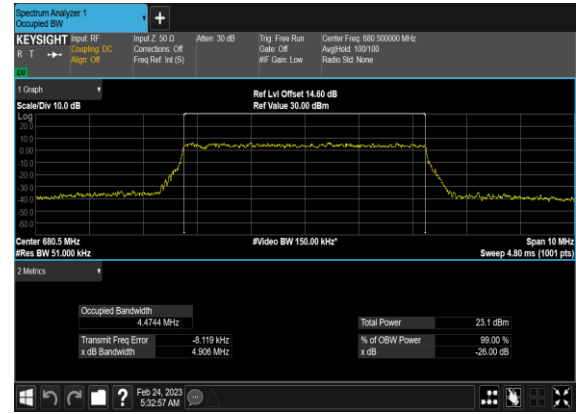 Spectrum Analyzer 1
Occupied BW
+
KEYSIGHT Input: RF Input Z: 50 Ω Atten: 30 dB Trig: Free Run Center Freq: 680.500000 MHz
R T Coupling: DC Corrections: Off Gate: Off Avg|Hold: 100/100
Align: Off Freq Ref: Int (S) #IF Gain: Low Radio Std: None
LW
1 Graph
Ref Lvl Offset 14.60 dB
Scale/Div 10.0 dB Ref Value 30.00 dBm
Log
20.0
10.0
0.00
-10.0
-20.0
-30.0
-40.0
-50.0
-60.0
Center 680.5 MHz #Video BW 150.00 kHz* Span 10 MHz
#Res BW 51.000 kHz Sweep 4.80 ms (1001 pts)
2 Metrics
Occupied Bandwidth
4.4744 MHz Total Power 23.1 dBm
Transmit Freq Error -8.119 kHz % of OBW Power 99.00 %
x dB Bandwidth 4.906 MHz x dB -26.00 dB
? Feb 24, 2023
5:32:57 AM